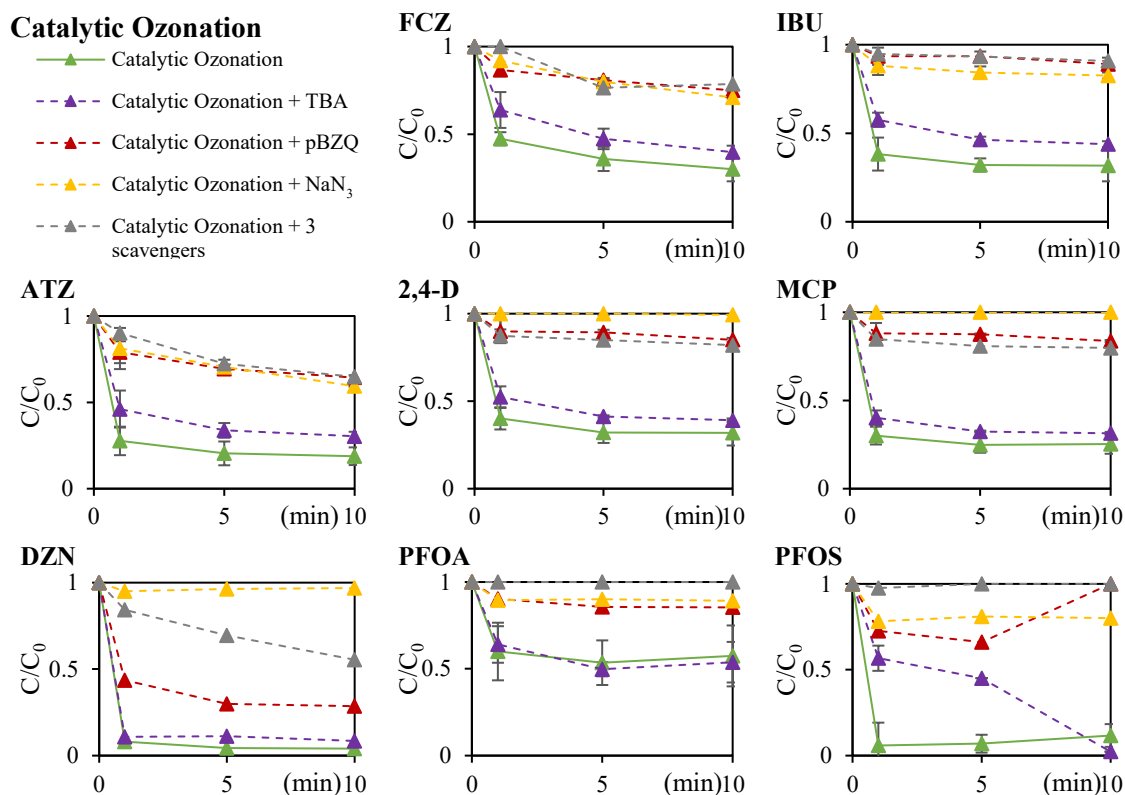 Catalytic Ozonation
Catalytic Ozonation
Catalytic Ozonation + TBA
Catalytic Ozonation + pBZQ
Catalytic Ozonation + NaN₃
Catalytic Ozonation + 3
scavengers
FCZ
1
0.5
0
C/C₀
0
5
(min)
10
IBU
1
0.5
0
C/C₀
0
5
(min)
10
ATZ
1
0.5
0
C/C₀
0
5
(min)
10
2,4-D
1
0.5
0
C/C₀
0
5
(min)
10
MCP
1
0.5
0
C/C₀
0
5
(min)
10
DZN
1
0.5
0
C/C₀
0
5
(min)
10
PFOA
1
0.5
0
C/C₀
0
5
(min)
10
PFOS
1
0.5
0
C/C₀
0
5
(min)
10